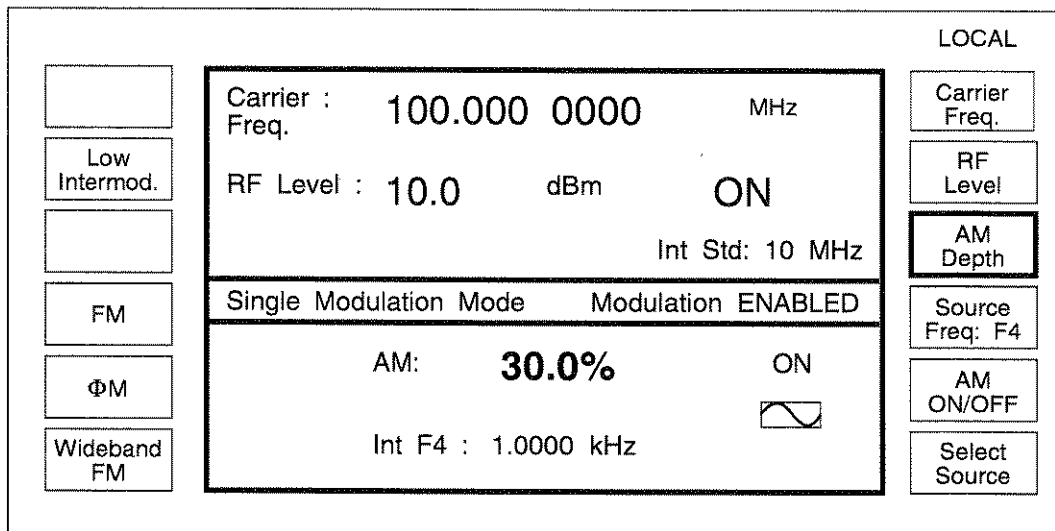 LOCAL
Low
Intermod.
FM
ΦM
Wideband
FM
Carrier :
Freq.
100.000 0000
MHz
RF Level : 10.0 dBm ON
Int Std: 10 MHz
Single Modulation Mode Modulation ENABLED
AM: 30.0% ON
Int F4 : 1.0000 kHz
Carrier
Freq.
RF
Level
AM
Depth
Source
Freq: F4
AM
ON/OFF
Select
Source